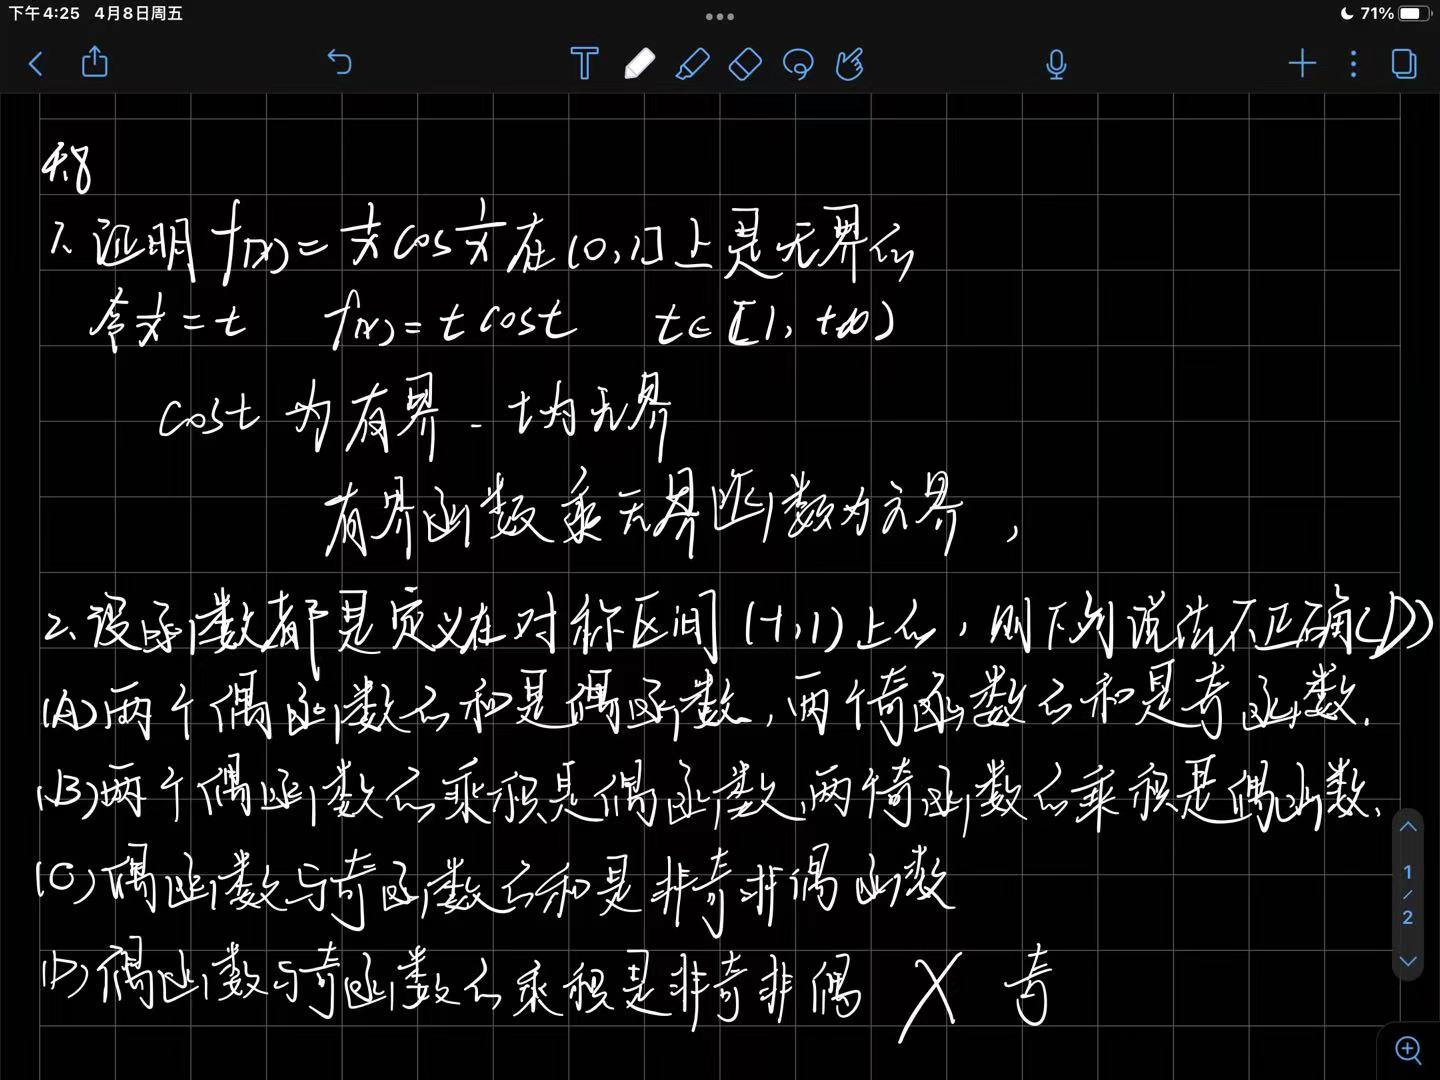 下午4:25 4月8日周五
71%
4.8
1. 证明 f(x)=1/x cos 1/x 在(0,1]上是无界的
令1/x=t f(x)=t cost t∈[1,+∞)
cost 为有界 - t为无界
有界函数乘无界函数为无界,
2、设函数都是定义在对称区间(-1,1)上的,则下列说法不正确(D)
(A)两个偶函数的和是偶函数,两个奇函数的和是奇函数.
(B)两个偶函数的乘积是偶函数,两奇函数的乘积是偶函数.
(C)偶函数与奇函数的和是非奇非偶函数
(D)偶函数与奇函数的乘积是非奇非偶 X 奇
1
/
2